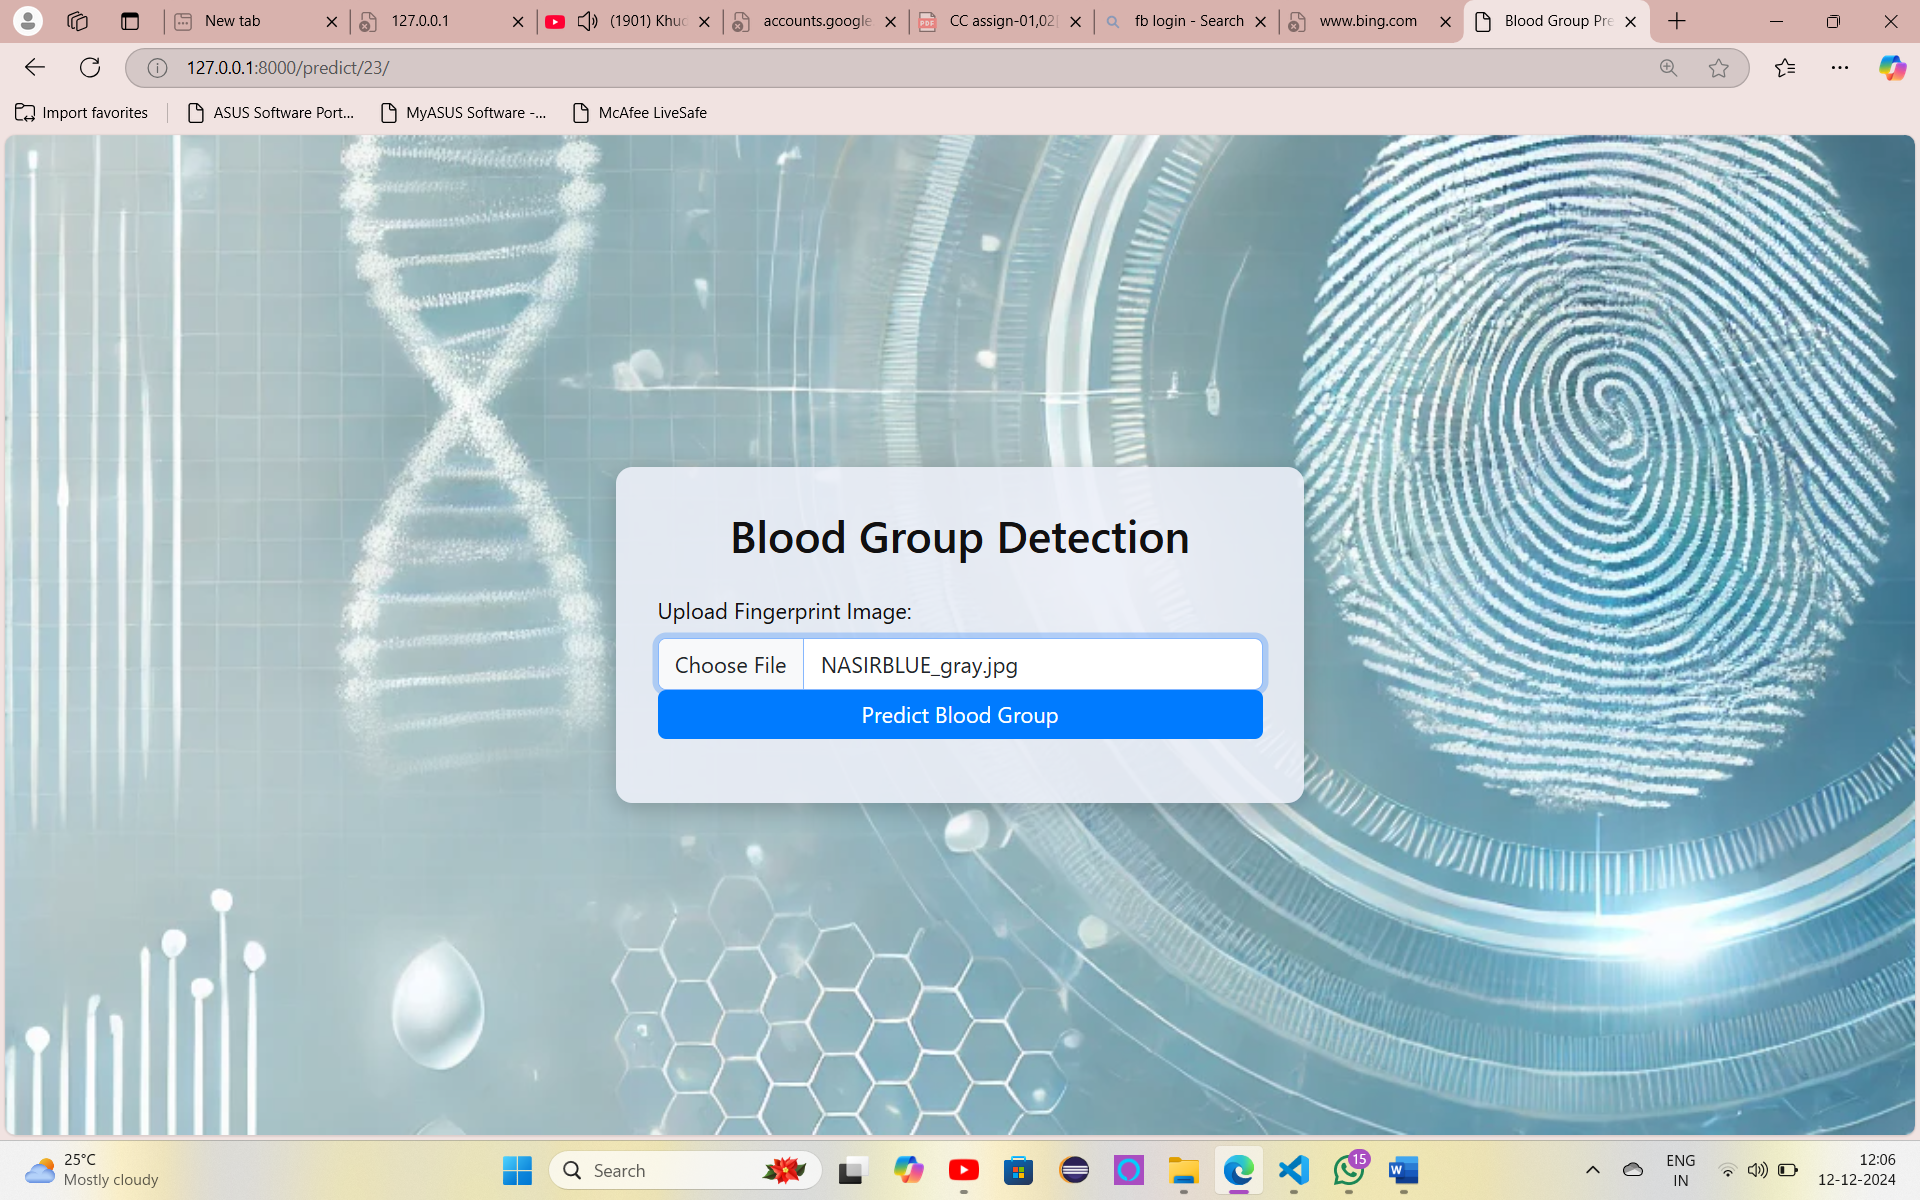 New tab
127.0.0.1
(1901) Khud
accounts.google
CC assign-01,02
fb login - Search
www.bing.com
Blood Group Pre
127.0.0.1:8000/predict/23/
Import favorites
ASUS Software Port...
MyASUS Software -...
McAfee LiveSafe
Blood Group Detection
Upload Fingerprint Image:
Choose File NASIRBLUE_gray.jpg
Predict Blood Group
25°C
Mostly cloudy
Search
15
ENG
IN
12:06
12-12-2024